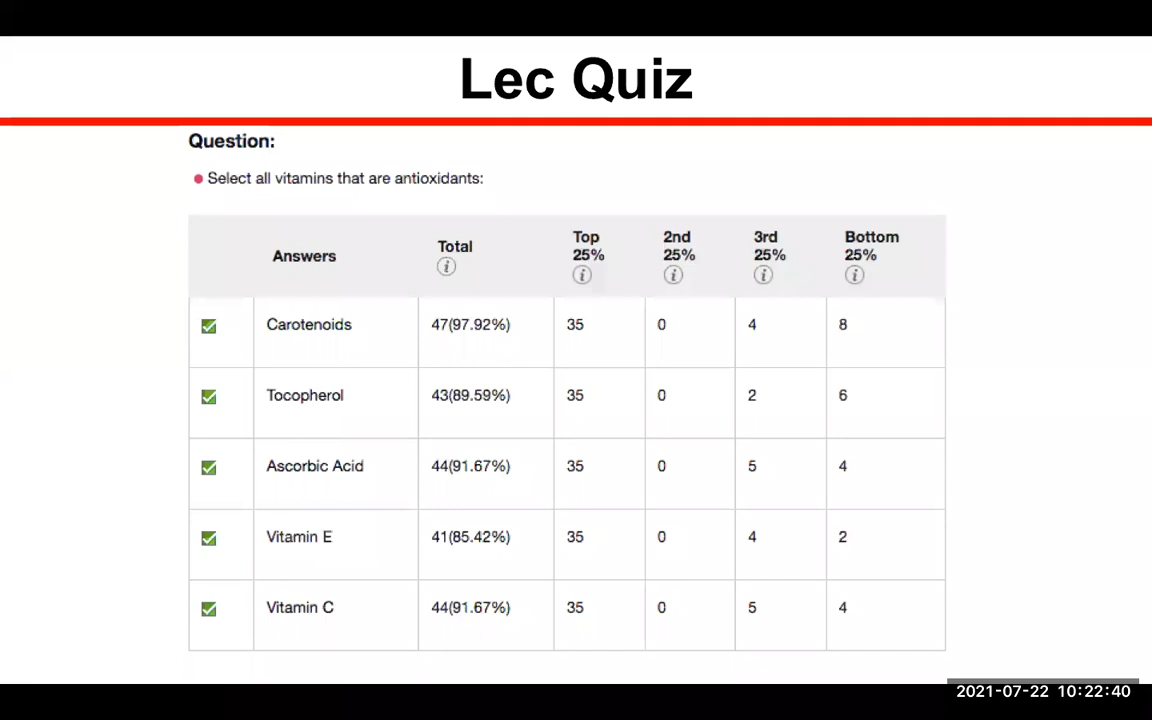 Lec Quiz
Question:
Select all vitamins that are antioxidants:
Answers Total Top 25% 2nd 25% 3rd 25% Bottom 25%
Carotenoids 47(97.92%) 35 0 4 8
Tocopherol 43(89.59%) 35 0 2 6
Ascorbic Acid 44(91.67%) 35 0 5 4
Vitamin E 41(85.42%) 35 0 4 2
Vitamin C 44(91.67%) 35 0 5 4
2021-07-22 10:22:40